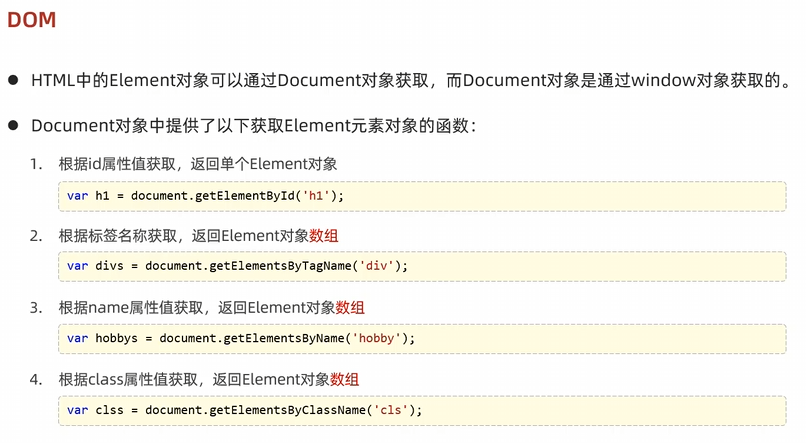 DOM
● HTML中的Element对象可以通过Document对象获取，而Document对象是通过window对象获取的。
● Document对象中提供了以下获取Element元素对象的函数：
1. 根据id属性值获取，返回单个Element对象
var h1 = document.getElementById('h1');
2. 根据标签名称获取，返回Element对象数组
var divs = document.getElementsByTagName('div');
3. 根据name属性值获取，返回Element对象数组
var hobbys = document.getElementsByName('hobby');
4. 根据class属性值获取，返回Element对象数组
var clss = document.getElementsByClassName('cls');